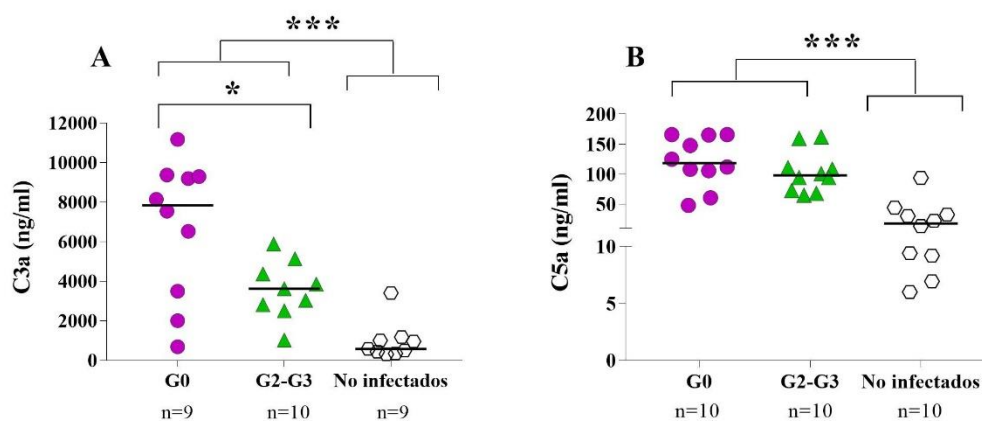 A
***
*
C3a (ng/ml)
12000
10000
8000
6000
4000
2000
0
G0 G2-G3 No infectados
n=9 n=10 n=9
B
***
C5a (ng/ml)
200
150
100
50
10
5
0
G0 G2-G3 No infectados
n=10 n=10 n=10